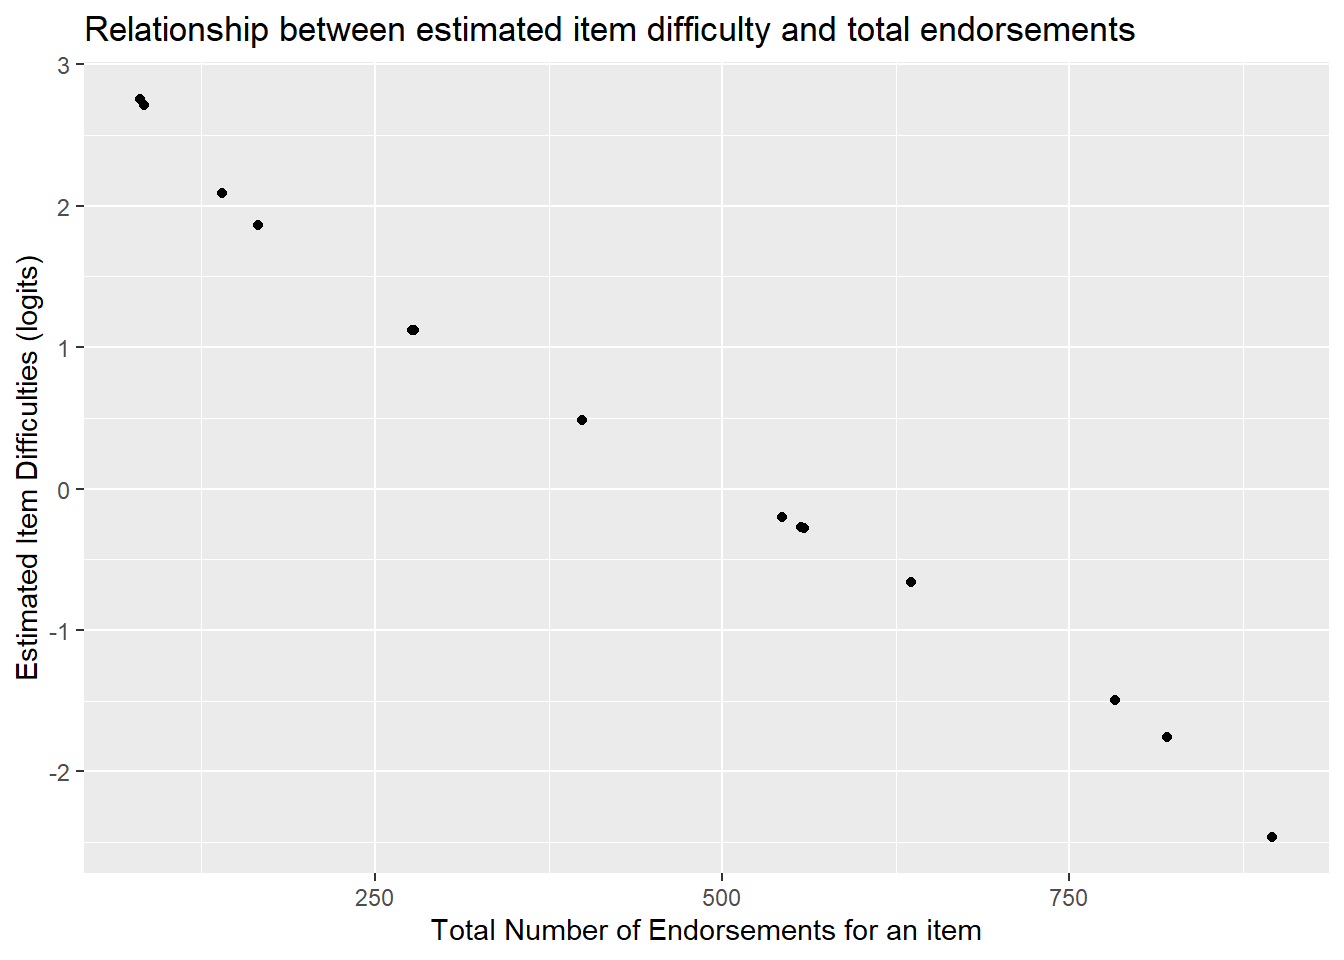 Relationship between estimated item difficulty and total endorsements
3
2
1
0
-1
-2
Estimated Item Difficulties (logits)
250 500 750
Total Number of Endorsements for an item